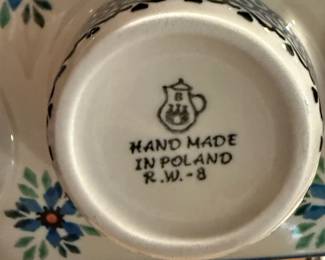 B
HAND MADE
IN POLAND
R.W.-8